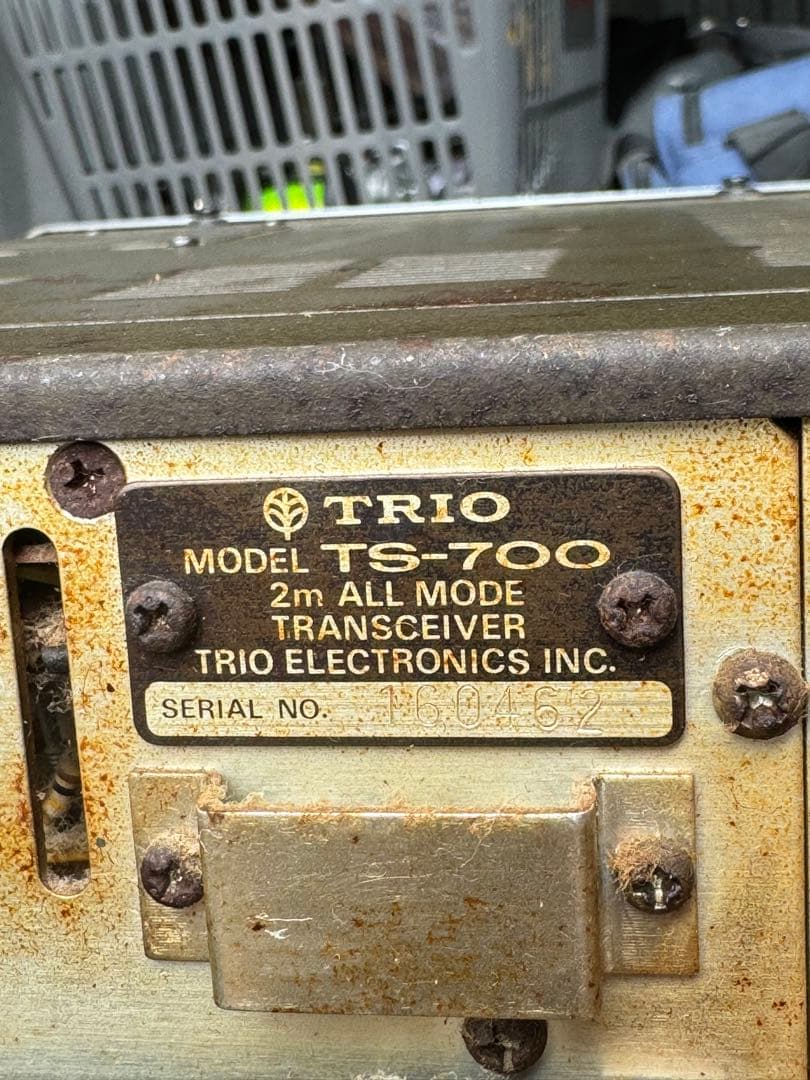 TRIO
MODEL TS-700
2m ALL MODE
TRANSCEIVER
TRIO ELECTRONICS INC.
SERIAL NO. 160462